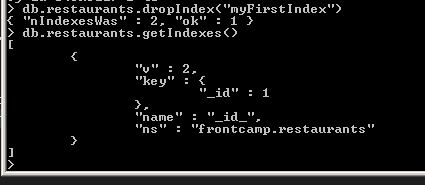 > db.restaurants.dropIndex("myFirstIndex")
{ "nIndexesWas" : 2, "ok" : 1 }
> db.restaurants.getIndexes()
[
{
"v" : 2,
"key" : {
"_id" : 1
},
"name" : "_id_",
"ns" : "frontcamp.restaurants"
}
]
>